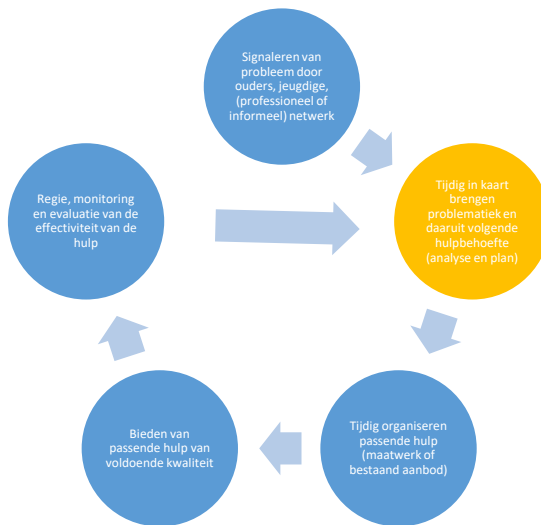 Signaleren van
probleem door
ouders, jeugdige,
(professioneel of
informeel) netwerk
Tijdig in kaart
brengen
problematiek en
daaruit volgende
hulpbehoefte
(analyse en plan)
Tijdig organiseren
passende hulp
(maatwerk of
bestaand aanbod)
Bieden van
passende hulp van
voldoende kwaliteit
Regie, monitoring
en evaluatie van de
effectiviteit van de
hulp